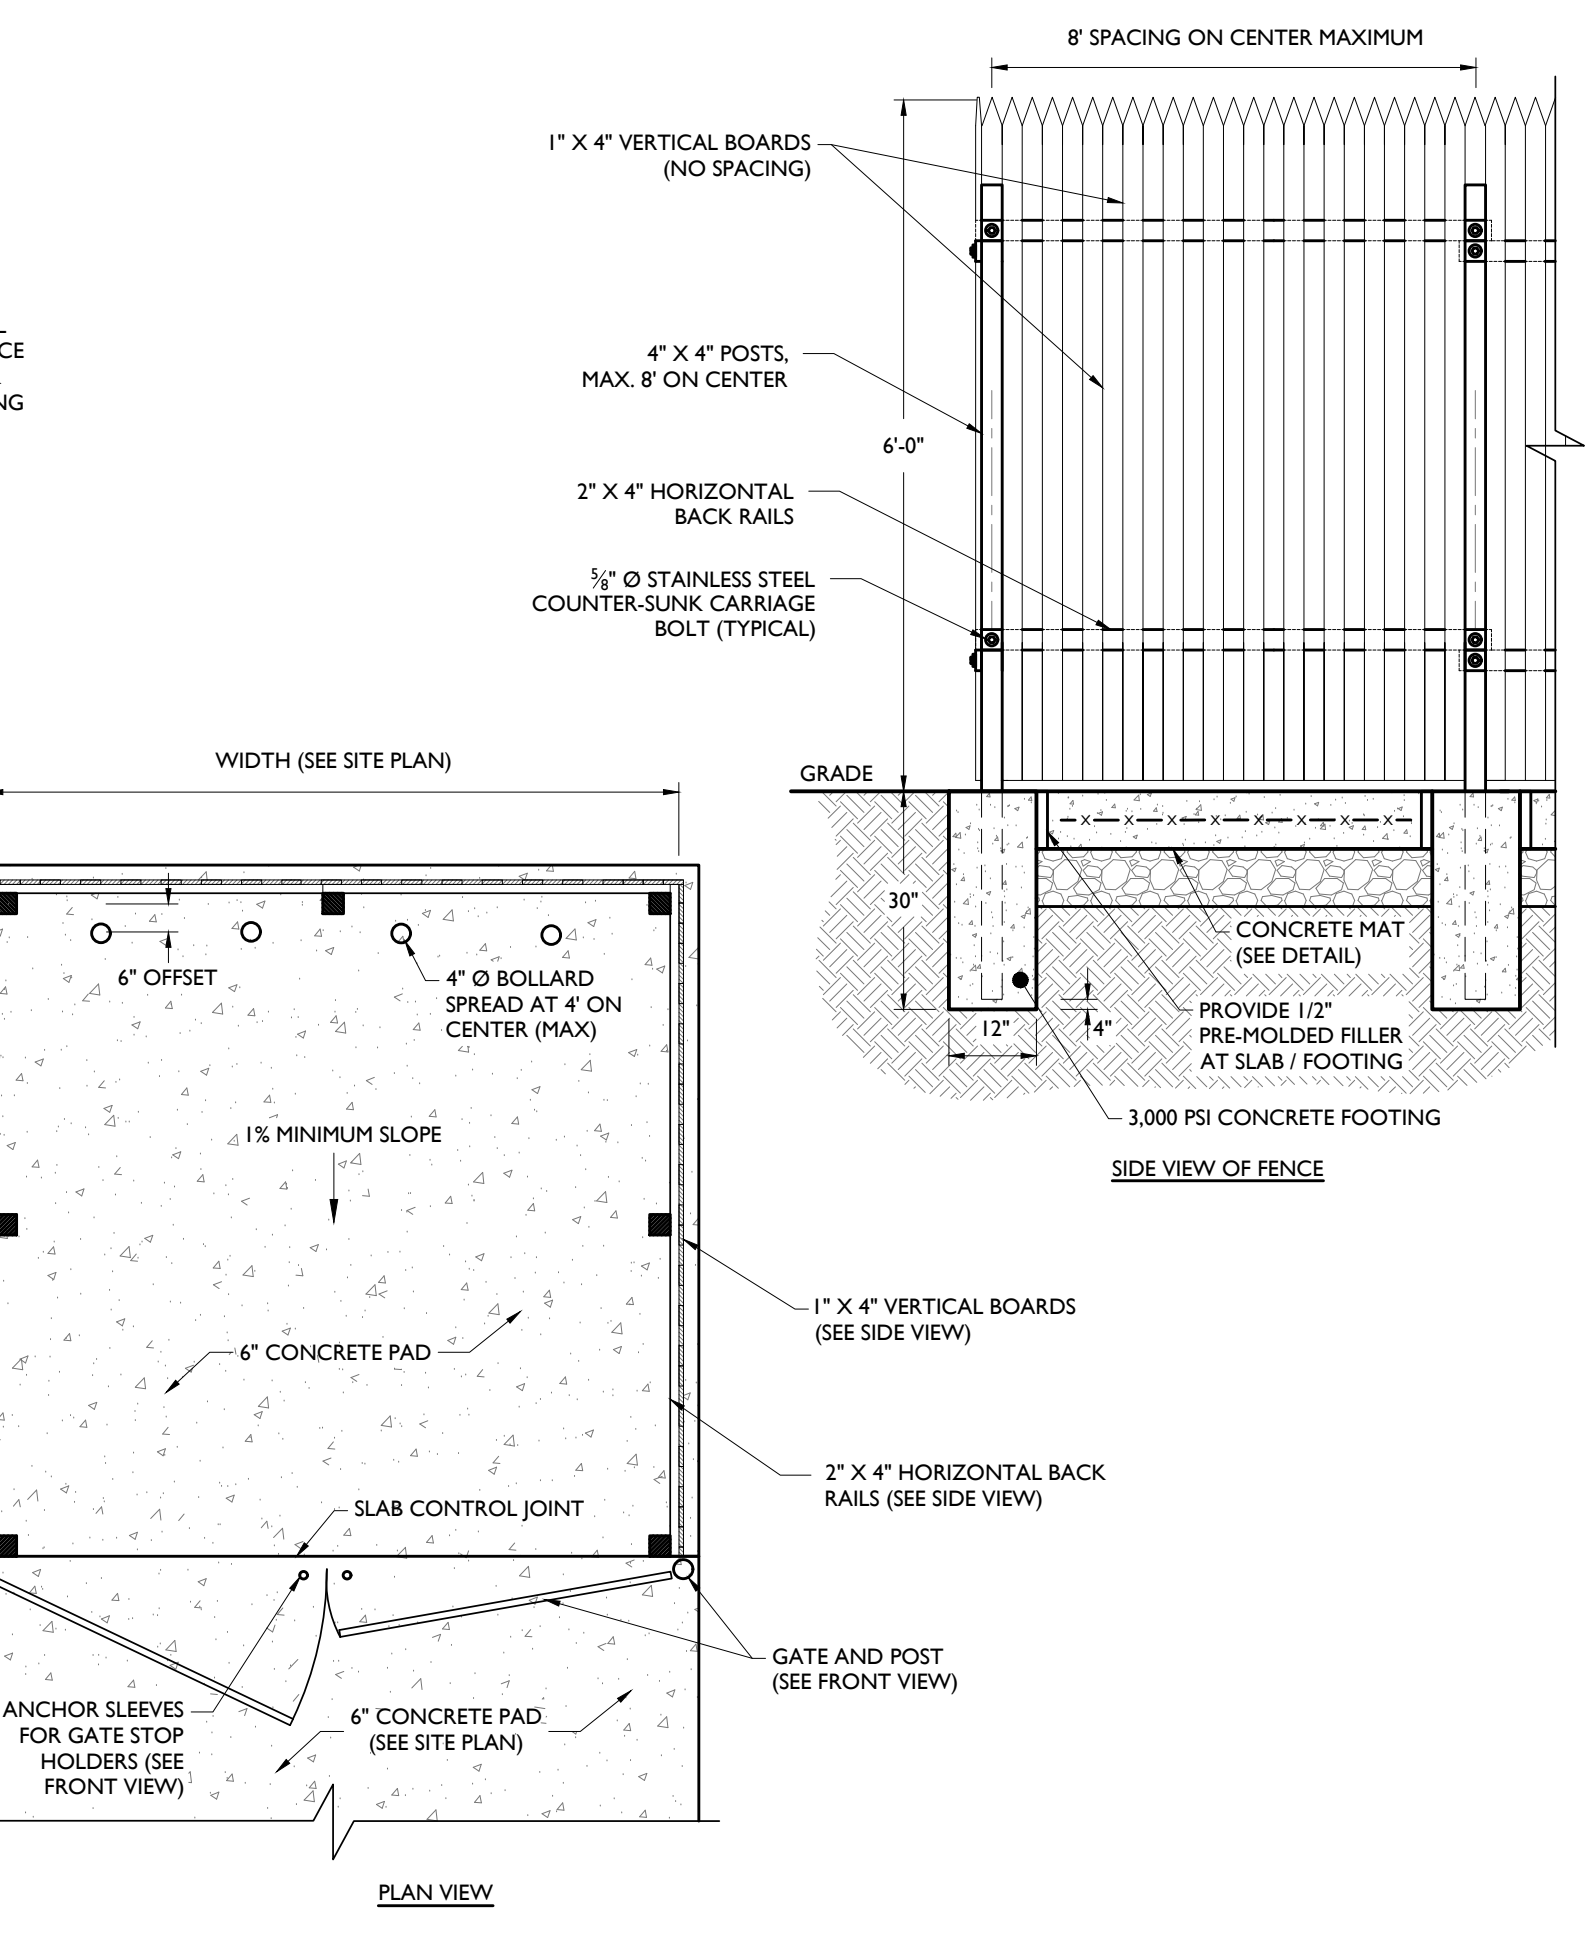 8' SPACING ON CENTER MAXIMUM
1" X 4" VERTICAL BOARDS
(NO SPACING)
CE
NG
4" X 4" POSTS,
MAX. 8' ON CENTER
6'-0"
2" X 4" HORIZONTAL
BACK RAILS
⅝" Ø STAINLESS STEEL
COUNTER-SUNK CARRIAGE
BOLT (TYPICAL)
GRADE
X X X X X X X X
30"
CONCRETE MAT
(SEE DETAIL)
12"
4"
PROVIDE 1/2"
PRE-MOLDED FILLER
AT SLAB / FOOTING
3,000 PSI CONCRETE FOOTING
SIDE VIEW OF FENCE
WIDTH (SEE SITE PLAN)
6" OFFSET
4" Ø BOLLARD
SPREAD AT 4' ON
CENTER (MAX)
1% MINIMUM SLOPE
1" X 4" VERTICAL BOARDS
(SEE SIDE VIEW)
6" CONCRETE PAD
2" X 4" HORIZONTAL BACK
RAILS (SEE SIDE VIEW)
SLAB CONTROL JOINT
GATE AND POST
(SEE FRONT VIEW)
ANCHOR SLEEVES
FOR GATE STOP
HOLDERS (SEE
FRONT VIEW)
6" CONCRETE PAD
(SEE SITE PLAN)
PLAN VIEW